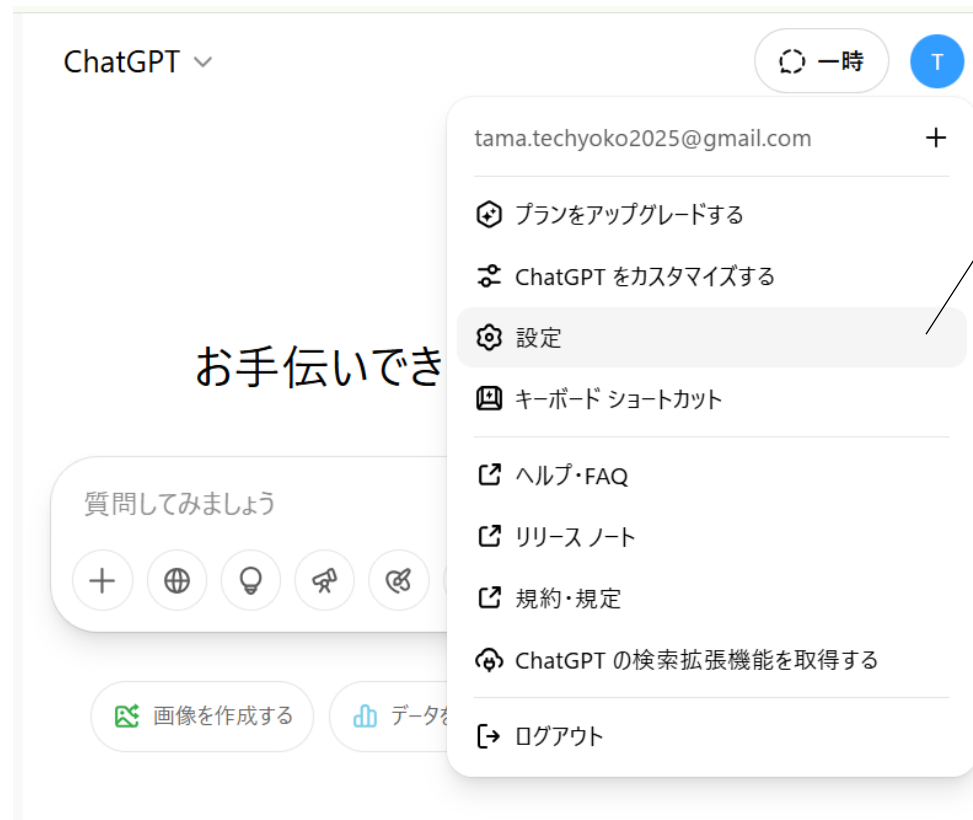 ChatGPT
一時
T
tama.techyoko2025@gmail.com
プランをアップグレードする
ChatGPT をカスタマイズする
設定
キーボード ショートカット
ヘルプ・FAQ
リリース ノート
規約・規定
ChatGPT の検索拡張機能を取得する
ログアウト
お手伝いでき
質問してみましょう
画像を作成する
データを